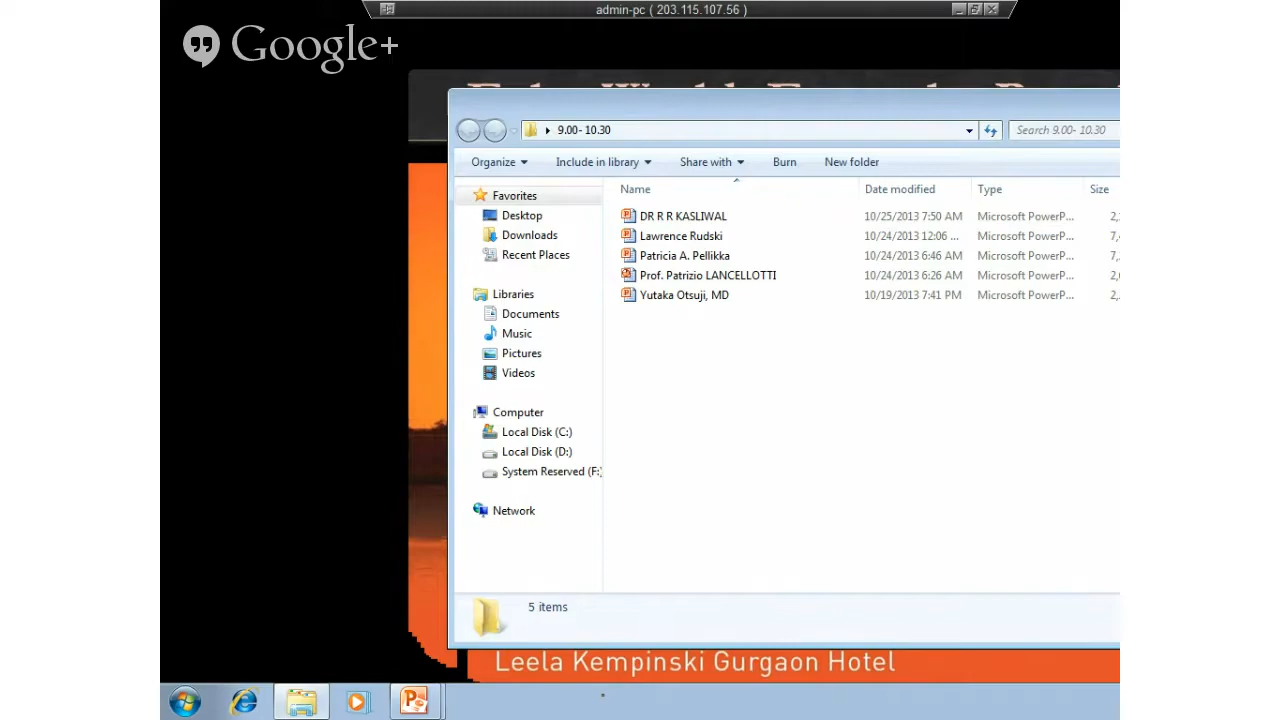 admin-pc ( 203.115.107.56 )
Google+
9.00- 10.30
Search 9.00- 10.30
Organize
Include in library
Share with
Burn
New folder
Name
Date modified
Type
Size
Favorites
Desktop
Downloads
Recent Places
Libraries
Documents
Music
Pictures
Videos
Computer
Local Disk (C:)
Local Disk (D:)
System Reserved (F:)
Network
DR R R KASLIWAL 10/25/2013 7:50 AM Microsoft PowerP...
Lawrence Rudski 10/24/2013 12:06 ... Microsoft PowerP...
Patricia A. Pellikka 10/24/2013 6:46 AM Microsoft PowerP...
Prof. Patrizio LANCELLOTTI 10/24/2013 6:26 AM Microsoft PowerP...
Yutaka Otsuji, MD 10/19/2013 7:41 PM Microsoft PowerP...
5 items
Leela Kempinski Gurgaon Hotel